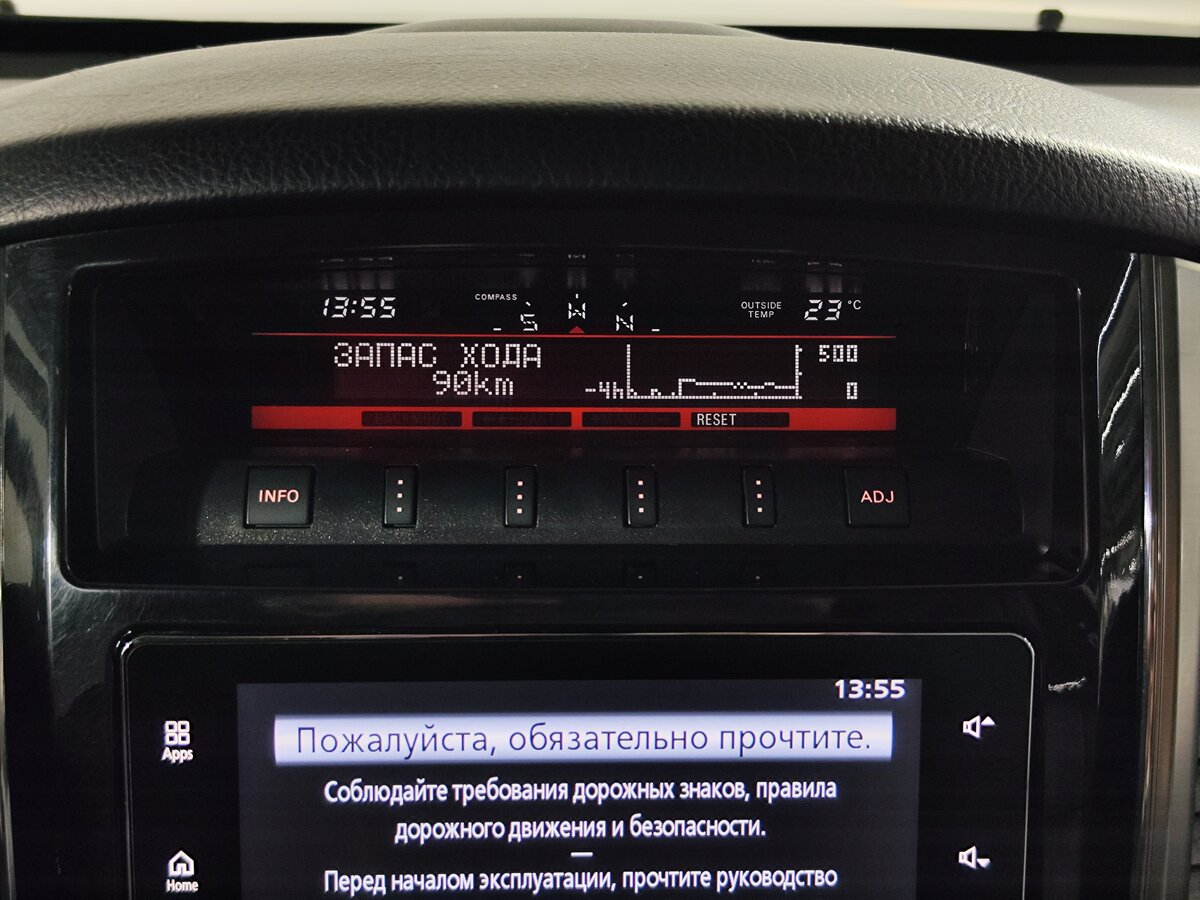 13:55 COMPASS S W N OUTSIDE TEMP 23 °C
ЗАПАС ХОДА 500
90km -4h 0
RESET
INFO ADJ
13:55
Пожалуйста, обязательно прочтите.
Apps
Соблюдайте требования дорожных знаков, правила
дорожного движения и безопасности.
Перед началом эксплуатации, прочтите руководство
Home